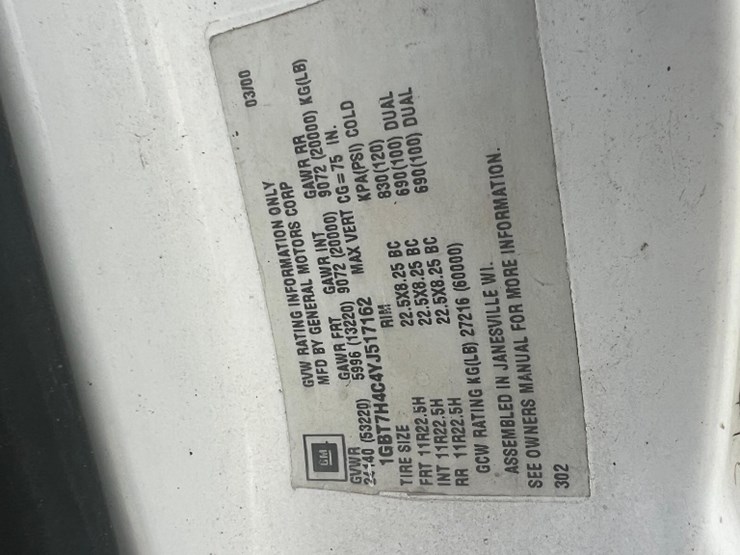 GM
GVW RATING INFORMATION ONLY 03/00
MFD BY GENERAL MOTORS CORP
GVWR GAWR FRT GAWR INT GAWR RR
24140 (53220) 5996 (13220) 9072 (20000) 9072 (20000) KG(LB)
1GBT7H4C4YJ517162 MAX VERT CG = 75 IN.
TIRE SIZE RIM KPA(PSI) COLD
FRT 11R22.5H 22.5X8.25 BC 830(120)
INT 11R22.5H 22.5X8.25 BC 690(100) DUAL
RR 11R22.5H 22.5X8.25 BC 690(100) DUAL
GCW RATING KG(LB) 27216 (60000)
ASSEMBLED IN JANESVILLE WI.
SEE OWNERS MANUAL FOR MORE INFORMATION.
302